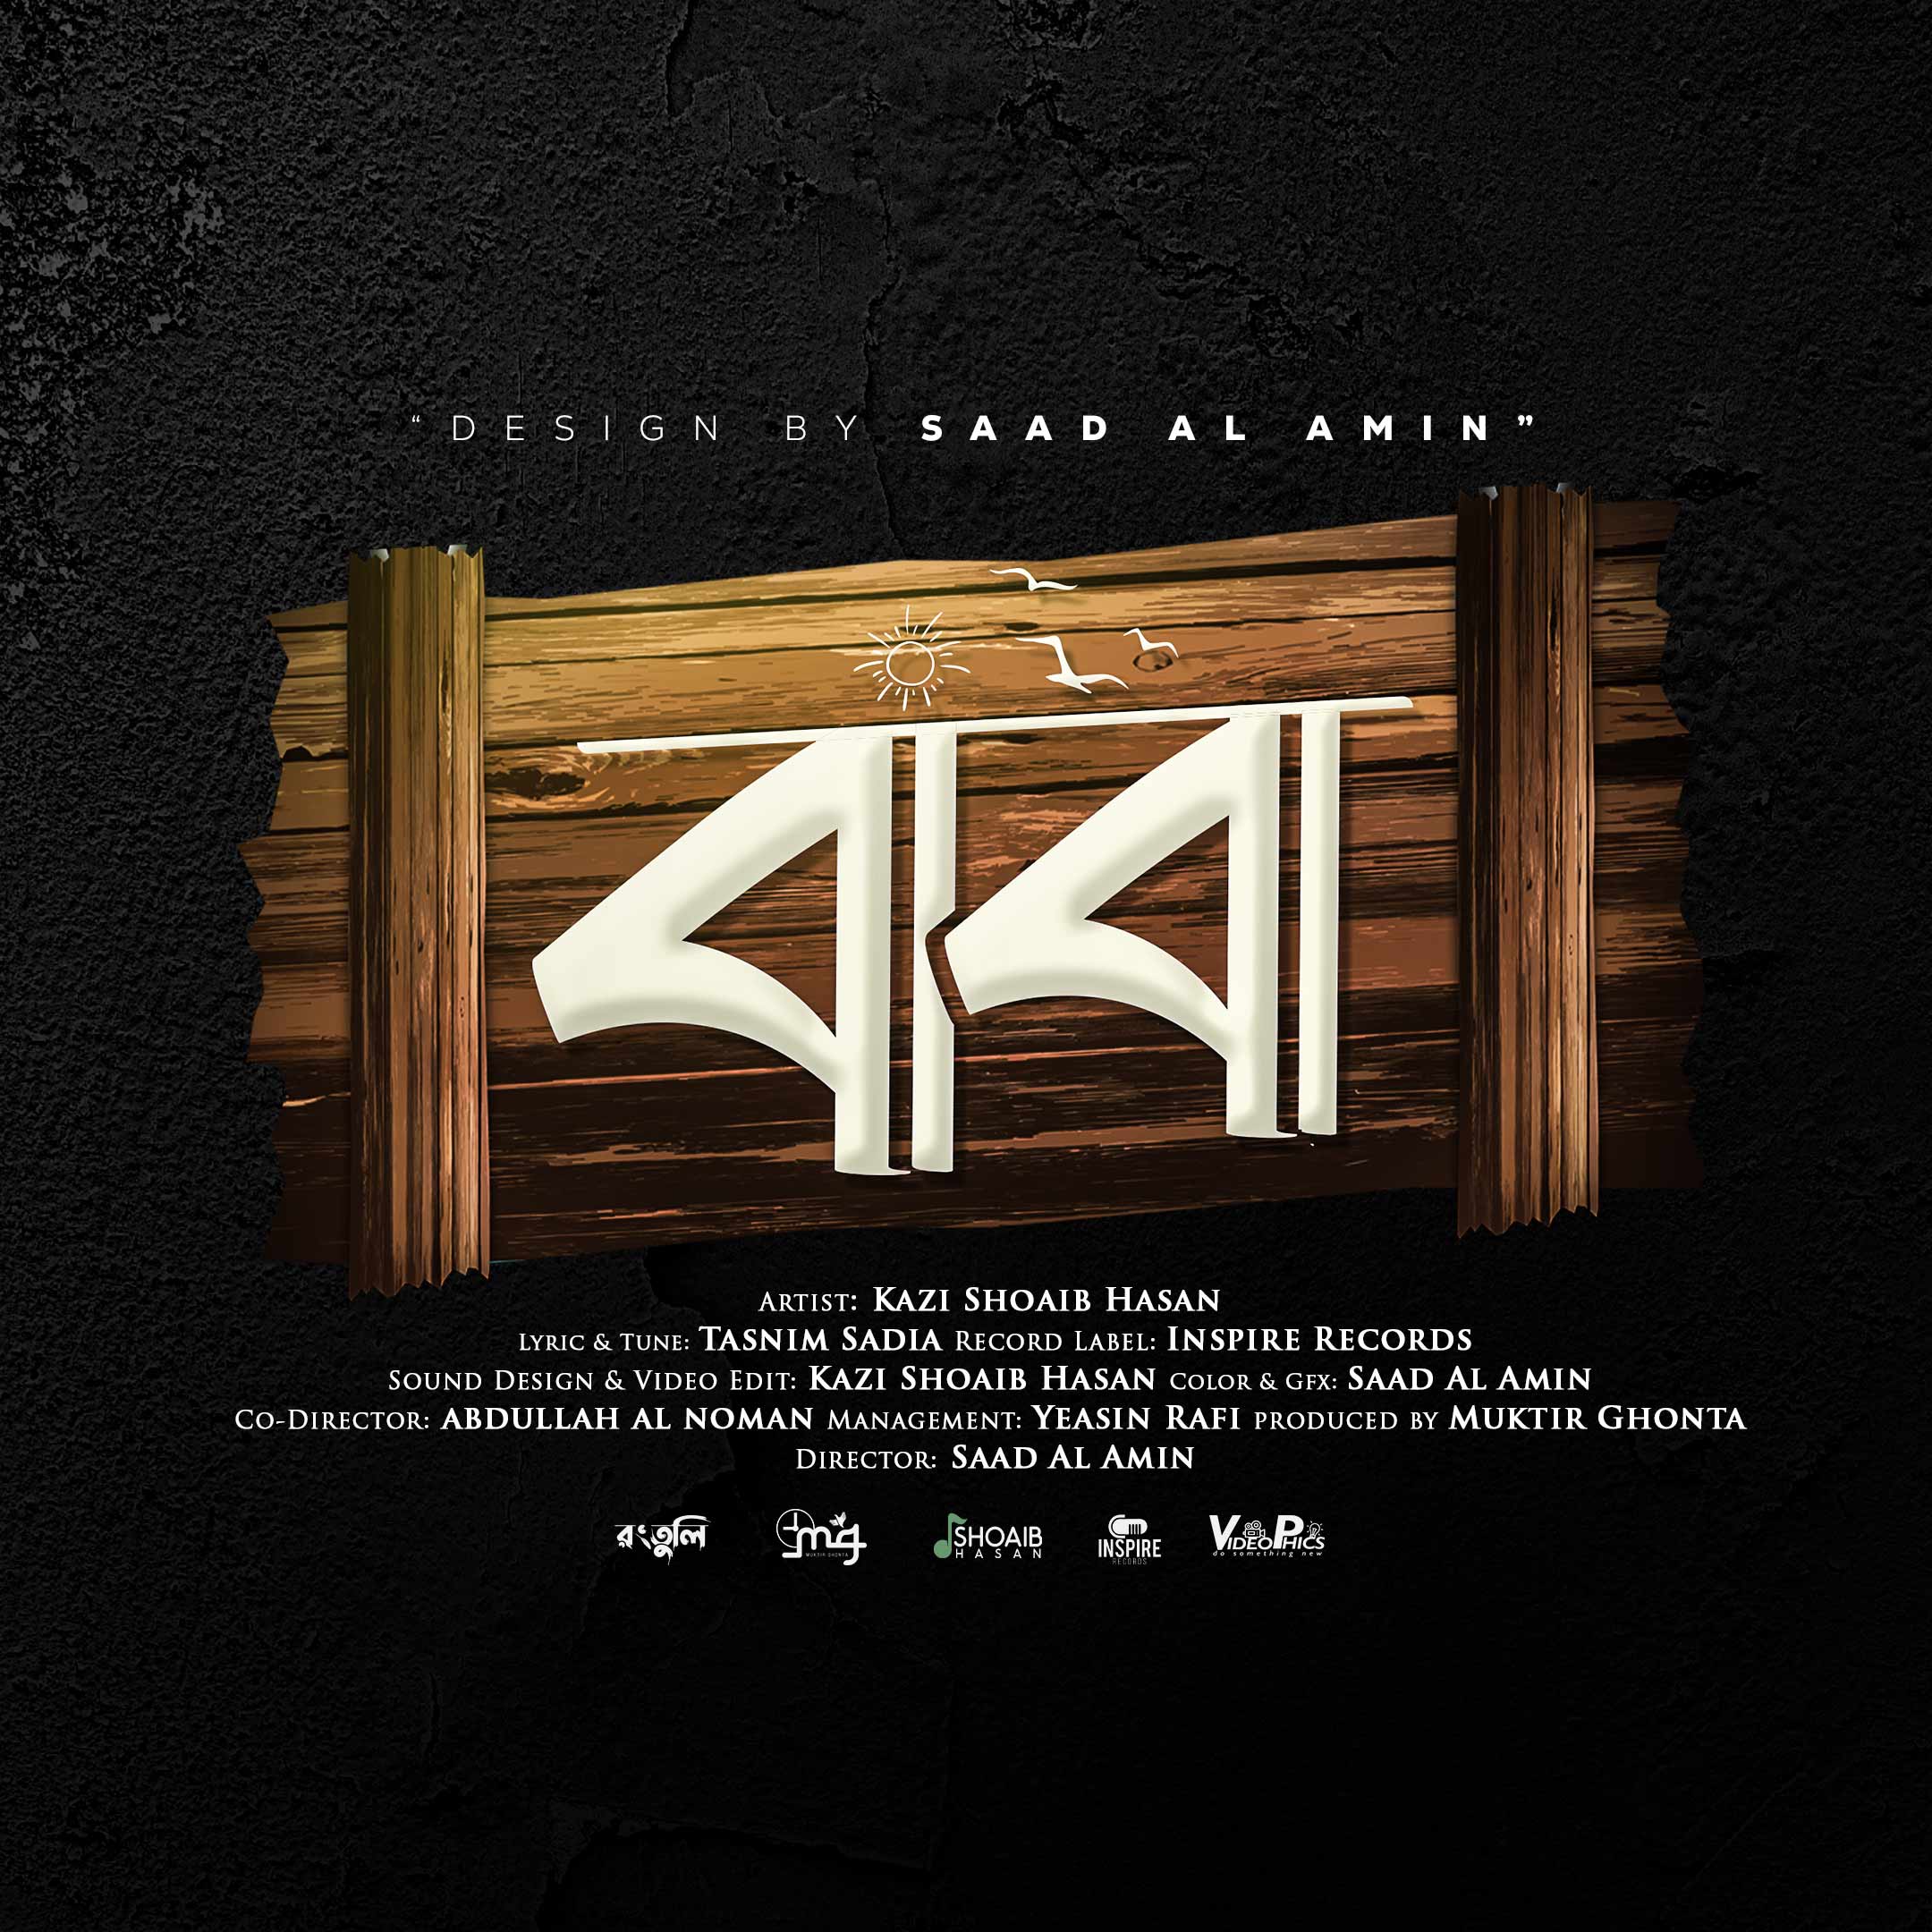 “DESIGN BY SAAD AL AMIN”
বাবা
Artist: Kazi Shoaib Hasan
Lyric & Tune: Tasnim Sadia Record Label: Inspire Records
Sound Design & Video Edit: Kazi Shoaib Hasan Color & Gfx: Saad Al Amin
Co-Director: ABDULLAH AL NOMAN Management: Yeasin Rafi PRODUCED BY Muktir Ghonta
Director: Saad Al Amin
রংতুলি
mg
MUKTIR GHONTA
SHOAIB
HASAN
INSPIRE
RECORDS
VIDEOPHICS
do something new